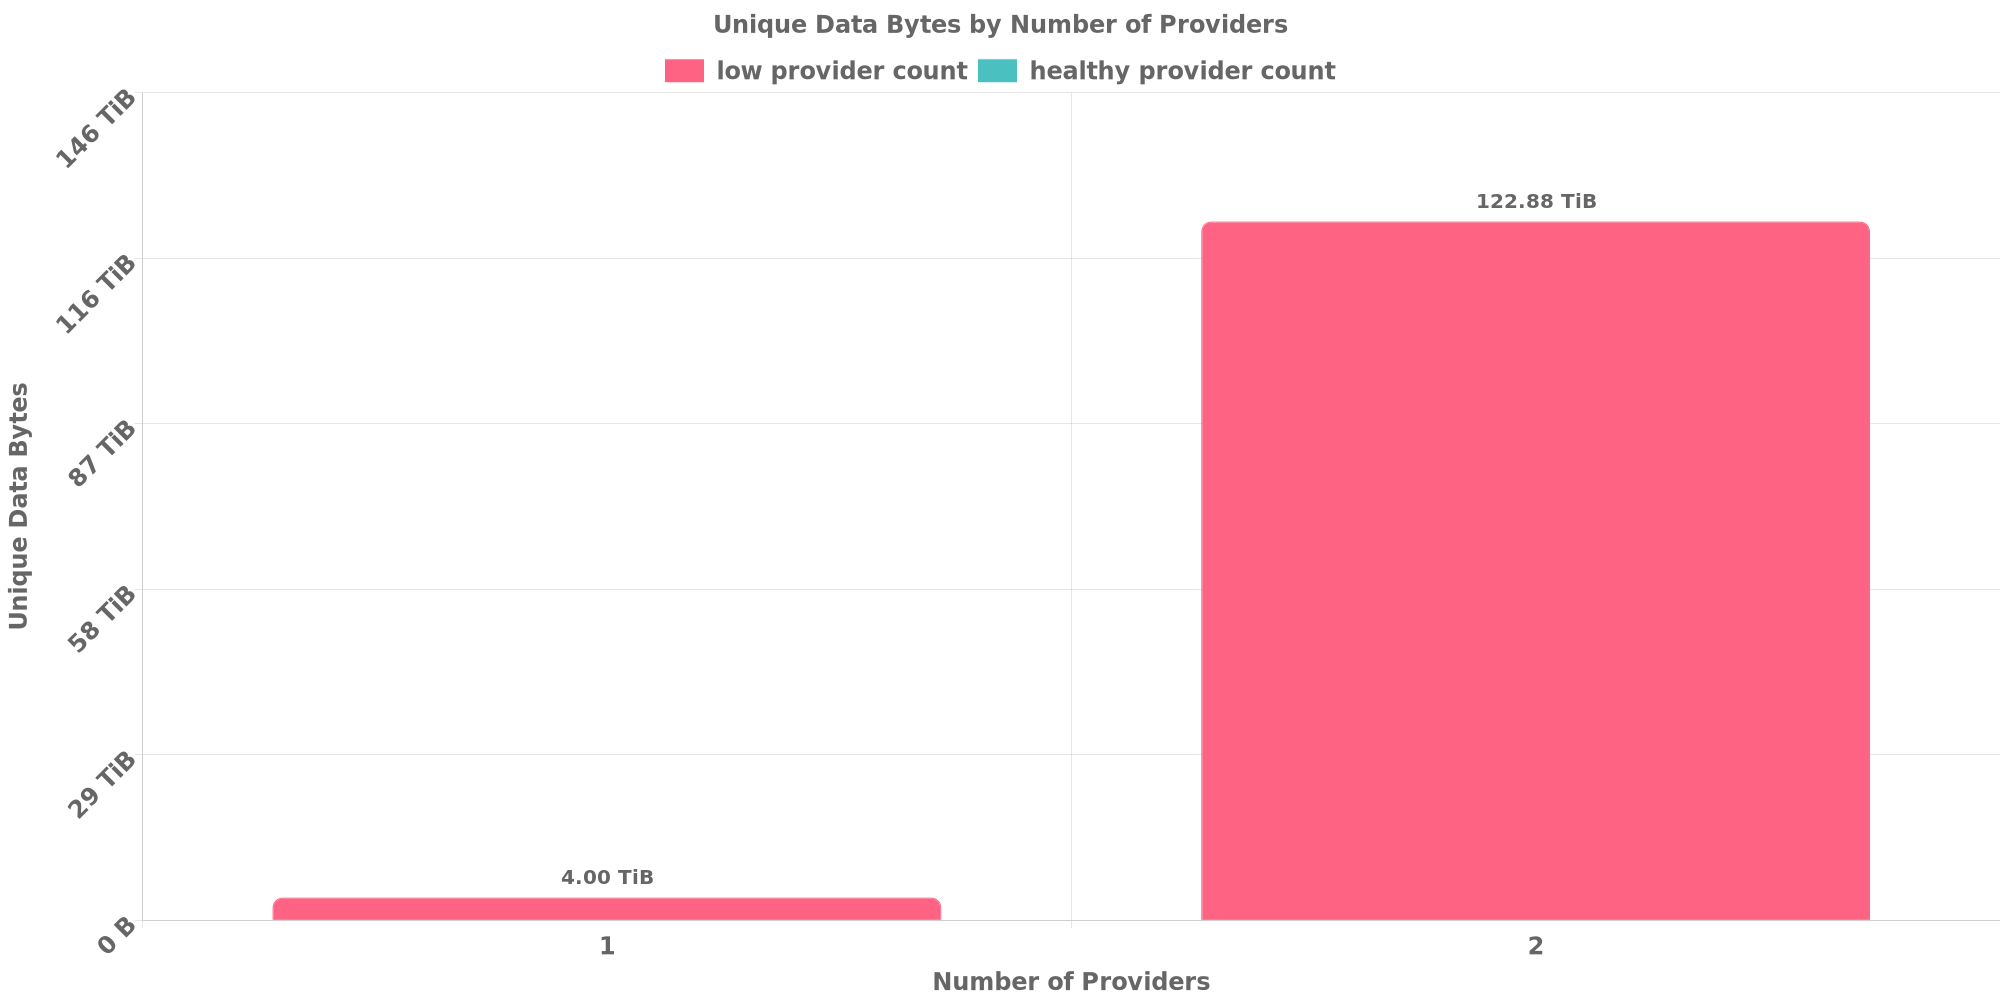 Unique Data Bytes by Number of Providers
low provider count
healthy provider count
146 TiB
116 TiB
87 TiB
58 TiB
29 TiB
0 B
Unique Data Bytes
4.00 TiB
122.88 TiB
1
2
Number of Providers